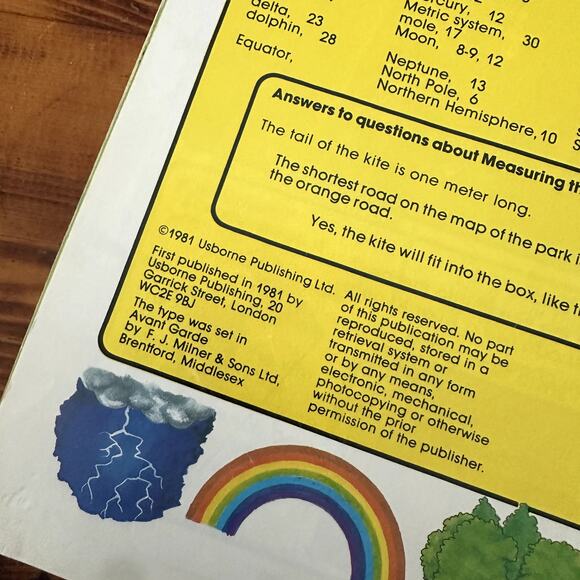 delta, 23
dolphin, 28
Equator,
12
Metric system, 30
mole, 17
Moon, 8-9, 12
Neptune, 13
North Pole, 6
Northern Hemisphere, 10
Answers to questions about Measuring
The tail of the kite is one meter long.
The shortest road on the map of the park
the orange road.
Yes, the kite will fit into the box, like
©1981 Usborne Publishing Ltd.
First published in 1981 by
Usborne Publishing, 20
Garrick Street, London
WC2E 9BJ
The type was set in
Avant Garde
by F. J. Milner & Sons Ltd,
Brentford, Middlesex
All rights reserved. No part
of this publication may be
reproduced, stored in a
retrieval system or
transmitted in any form
or by any means,
electronic, mechanical,
photocopying or otherwise
without the prior
permission of the publisher.